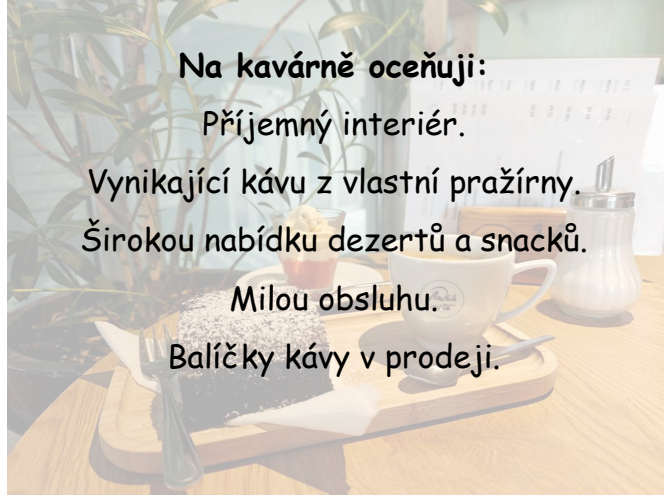 Na kavárně oceňuji:
Příjemný interiér.
Vynikající kávu z vlastní pražírny.
Širokou nabídku dezertů a snacků.
Milou obsluhu.
Balíčky kávy v prodeji.